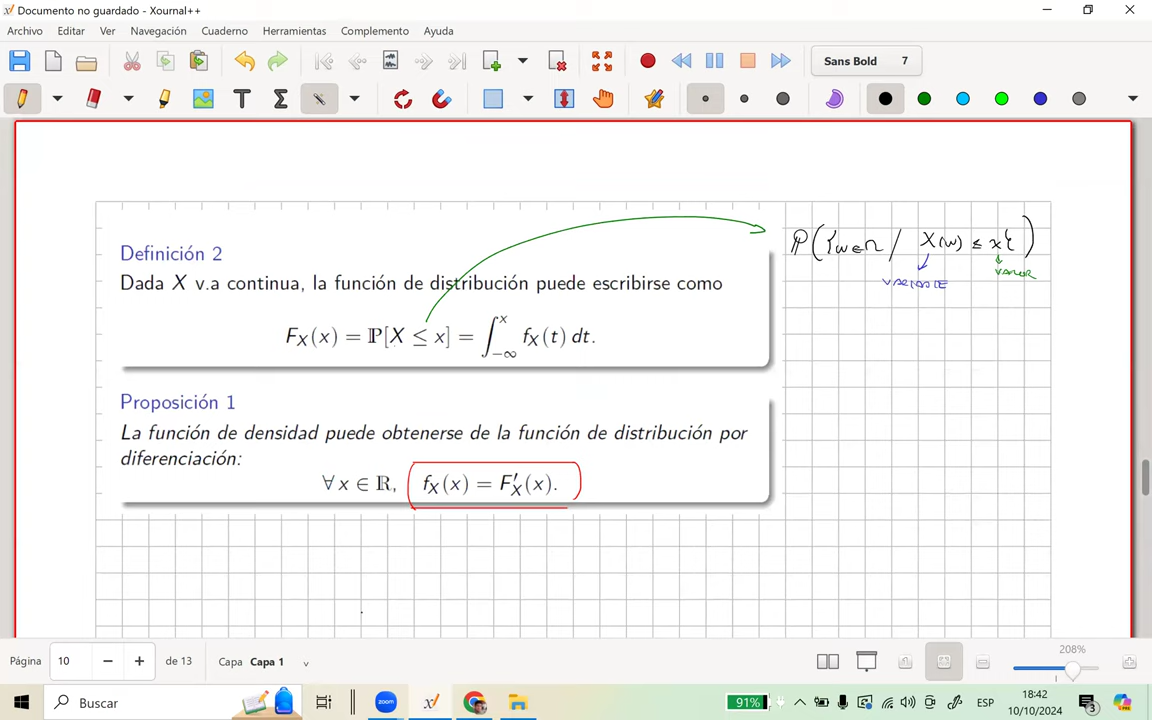 Documento no guardado - Xournal++
Archivo Editar Ver Navegación Cuaderno Herramientas Complemento Ayuda
Sans Bold 7
Definición 2
Dada X v.a continua, la función de distribución puede escribirse como
F_X(x) = ℙ[X ≤ x] = ∫_{-∞}^{x} f_X(t) dt.
ℙ({w∈Ω / X(w) ≤ x})
VARIABLE
VALOR
Proposición 1
La función de densidad puede obtenerse de la función de distribución por
diferenciación:
∀ x ∈ ℝ, f_X(x) = F'_X(x).
Página 10 de 13 Capa Capa 1 208%
Buscar
zoom
91% ESP 18:42
10/10/2024
3